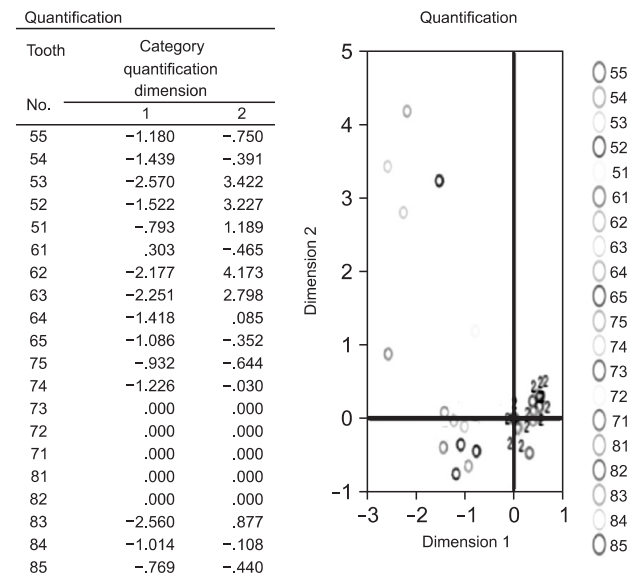 Quantification
Tooth No. Category quantification dimension
1 2
55 −1.180 −.750
54 −1.439 −.391
53 −2.570 3.422
52 −1.522 3.227
51 −.793 1.189
61 .303 −.465
62 −2.177 4.173
63 −2.251 2.798
64 −1.418 .085
65 −1.086 −.352
75 −.932 −.644
74 −1.226 −.030
73 .000 .000
72 .000 .000
71 .000 .000
81 .000 .000
82 .000 .000
83 −2.560 .877
84 −1.014 −.108
85 −.769 −.440
Quantification
Dimension 2
5
4
3
2
1
0
−1
−3 −2 −1 0 1
Dimension 1
55
54
53
52
51
61
62
63
64
65
75
74
73
72
71
81
82
83
84
85